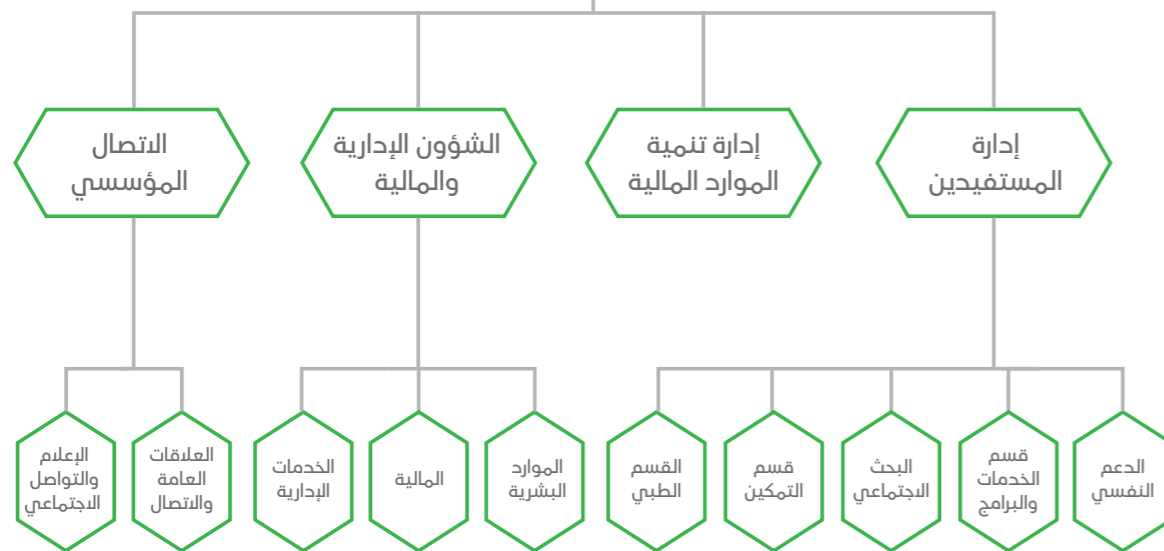 إدارة
المستفيدين
إدارة تنمية
الموارد المالية
الشؤون الإدارية
والمالية
الاتصال
المؤسسي
الدعم
النفسي
قسم
الخدمات
والبرامج
البحث
الاجتماعي
قسم
التمكين
القسم
الطبي
الموارد
البشرية
المالية
الخدمات
الإدارية
العلاقات
العامة
والاتصال
الإعلام
والتواصل
الاجتماعي